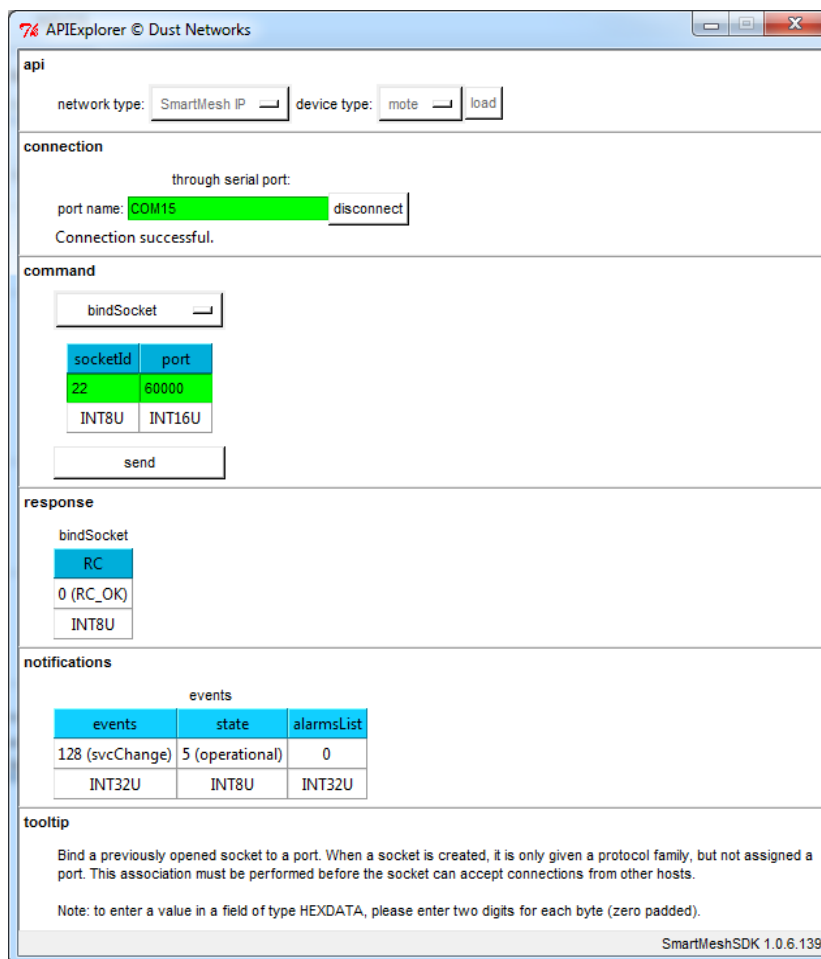 APIExplorer © Dust Networks
api
network type: SmartMesh IP device type: mote load
connection
through serial port:
port name: COM15 disconnect
Connection successful.
command
bindSocket
socketId port
22 60000
INT8U INT16U
send
response
bindSocket
RC
0 (RC_OK)
INT8U
notifications
events
events state alarmsList
128 (svcChange) 5 (operational) 0
INT32U INT8U INT32U
tooltip
Bind a previously opened socket to a port. When a socket is created, it is only given a protocol family, but not assigned a
port. This association must be performed before the socket can accept connections from other hosts.
Note: to enter a value in a field of type HEXDATA, please enter two digits for each byte (zero padded).
SmartMeshSDK 1.0.6.139